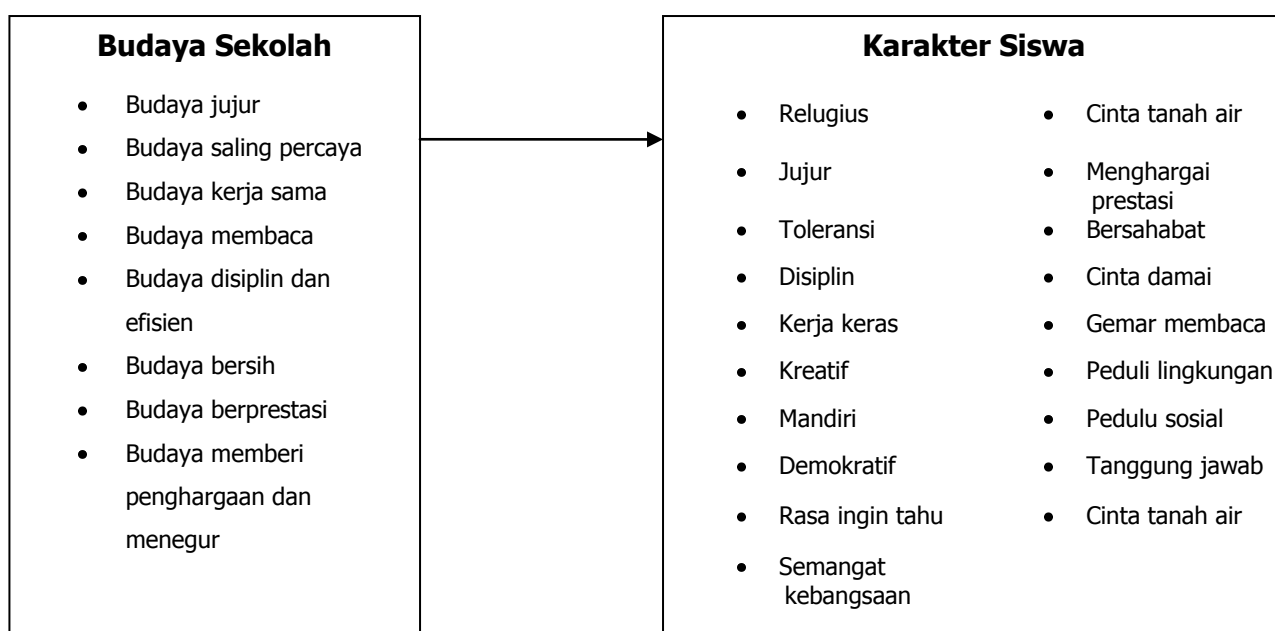 Budaya Sekolah
• Budaya jujur
• Budaya saling percaya
• Budaya kerja sama
• Budaya membaca
• Budaya disiplin dan
efisien
• Budaya bersih
• Budaya berprestasi
• Budaya memberi
penghargaan dan
menegur
Karakter Siswa
• Relugius
• Jujur
• Toleransi
• Disiplin
• Kerja keras
• Kreatif
• Mandiri
• Demokratif
• Rasa ingin tahu
• Semangat
kebangsaan
• Cinta tanah air
• Menghargai
prestasi
• Bersahabat
• Cinta damai
• Gemar membaca
• Peduli lingkungan
• Pedulu sosial
• Tanggung jawab
• Cinta tanah air